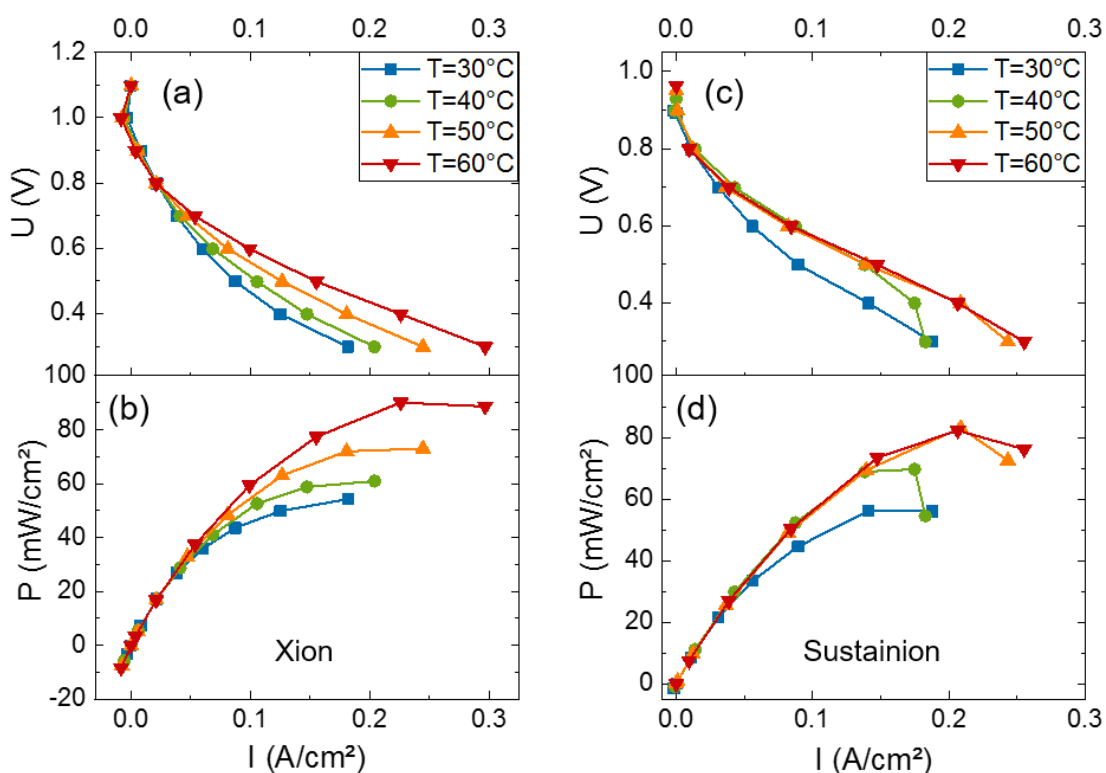 0.0 0.1 0.2 0.3
0.0 0.1 0.2 0.3
1.2
1.0
0.8
0.6
0.4
U (V)
(a)
T=30°C
T=40°C
T=50°C
T=60°C
1.0
0.8
0.6
0.4
U (V)
(c)
T=30°C
T=40°C
T=50°C
T=60°C
100
80
60
40
20
0
-20
P (mW/cm²)
(b)
Xion
0.0 0.1 0.2 0.3
I (A/cm²)
100
80
60
40
20
0
P (mW/cm²)
(d)
Sustainion
0.0 0.1 0.2 0.3
I (A/cm²)